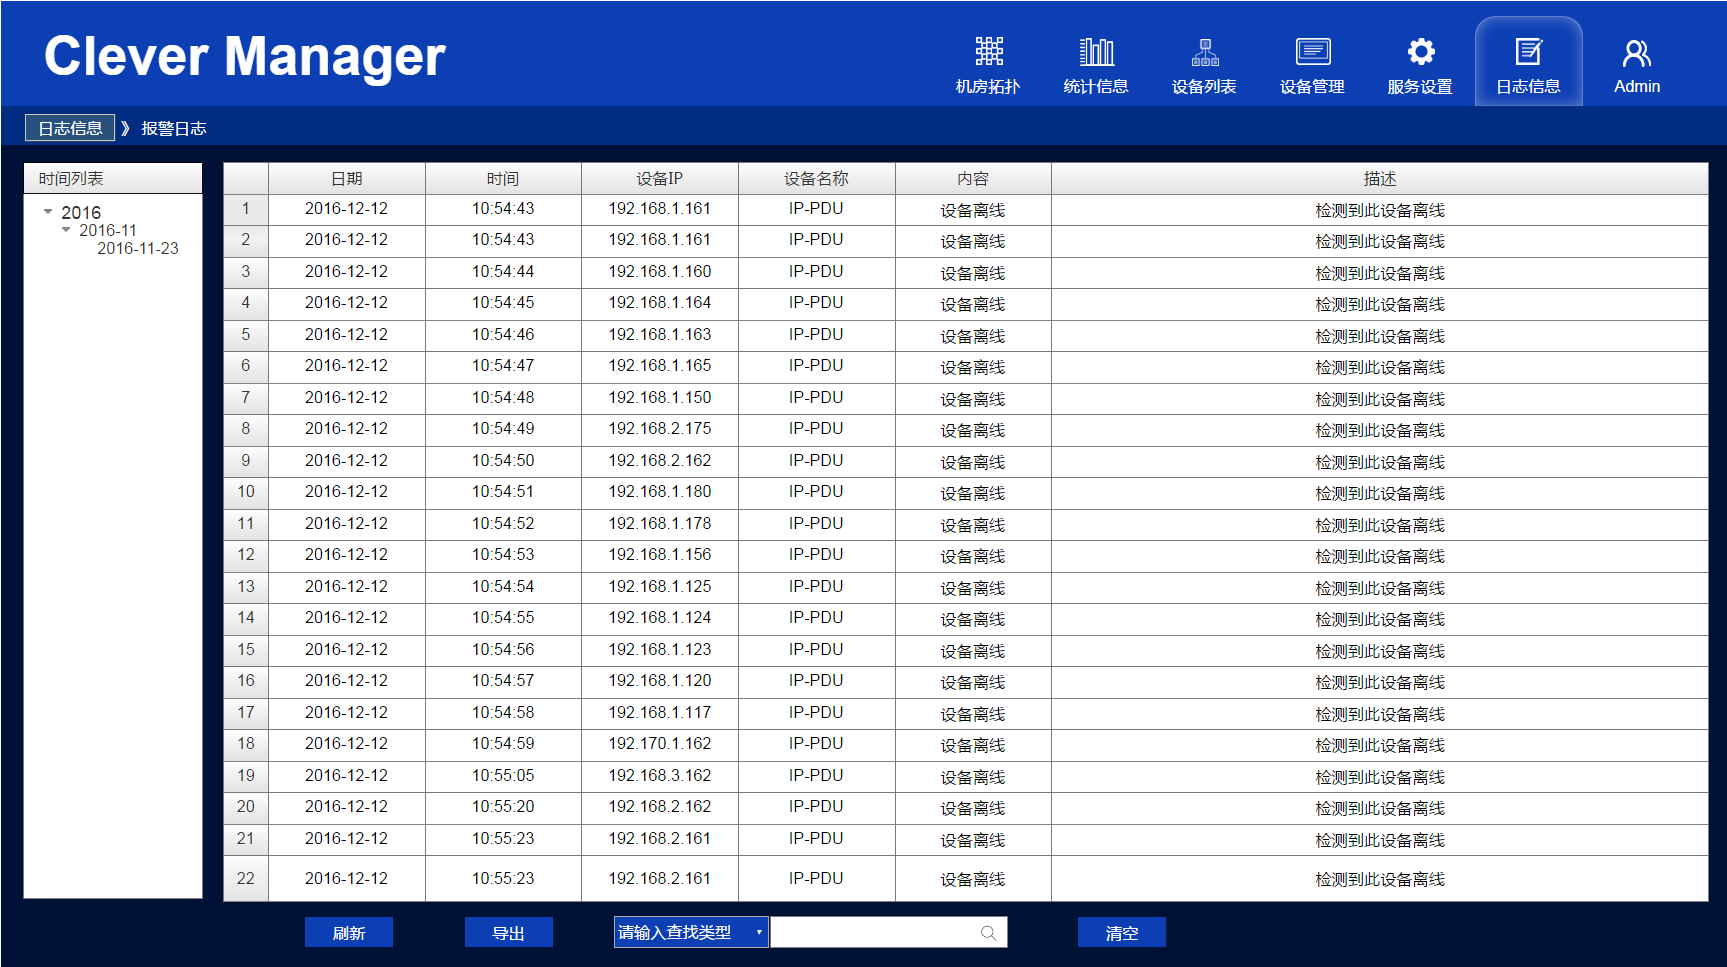 Clever Manager
机房拓扑 统计信息 设备列表 设备管理 服务设置 日志信息 Admin
日志信息 》 报警日志
时间列表
2016
2016-11
2016-11-23
日期 时间 设备IP 设备名称 内容 描述
1 2016-12-12 10:54:43 192.168.1.161 IP-PDU 设备离线 检测到此设备离线
2 2016-12-12 10:54:43 192.168.1.161 IP-PDU 设备离线 检测到此设备离线
3 2016-12-12 10:54:44 192.168.1.160 IP-PDU 设备离线 检测到此设备离线
4 2016-12-12 10:54:45 192.168.1.164 IP-PDU 设备离线 检测到此设备离线
5 2016-12-12 10:54:46 192.168.1.163 IP-PDU 设备离线 检测到此设备离线
6 2016-12-12 10:54:47 192.168.1.165 IP-PDU 设备离线 检测到此设备离线
7 2016-12-12 10:54:48 192.168.1.150 IP-PDU 设备离线 检测到此设备离线
8 2016-12-12 10:54:49 192.168.2.175 IP-PDU 设备离线 检测到此设备离线
9 2016-12-12 10:54:50 192.168.2.162 IP-PDU 设备离线 检测到此设备离线
10 2016-12-12 10:54:51 192.168.1.180 IP-PDU 设备离线 检测到此设备离线
11 2016-12-12 10:54:52 192.168.1.178 IP-PDU 设备离线 检测到此设备离线
12 2016-12-12 10:54:53 192.168.1.156 IP-PDU 设备离线 检测到此设备离线
13 2016-12-12 10:54:54 192.168.1.125 IP-PDU 设备离线 检测到此设备离线
14 2016-12-12 10:54:55 192.168.1.124 IP-PDU 设备离线 检测到此设备离线
15 2016-12-12 10:54:56 192.168.1.123 IP-PDU 设备离线 检测到此设备离线
16 2016-12-12 10:54:57 192.168.1.120 IP-PDU 设备离线 检测到此设备离线
17 2016-12-12 10:54:58 192.168.1.117 IP-PDU 设备离线 检测到此设备离线
18 2016-12-12 10:54:59 192.170.1.162 IP-PDU 设备离线 检测到此设备离线
19 2016-12-12 10:55:05 192.168.3.162 IP-PDU 设备离线 检测到此设备离线
20 2016-12-12 10:55:20 192.168.2.162 IP-PDU 设备离线 检测到此设备离线
21 2016-12-12 10:55:23 192.168.2.161 IP-PDU 设备离线 检测到此设备离线
22 2016-12-12 10:55:23 192.168.2.161 IP-PDU 设备离线 检测到此设备离线
刷新 导出 请输入查找类型 清空